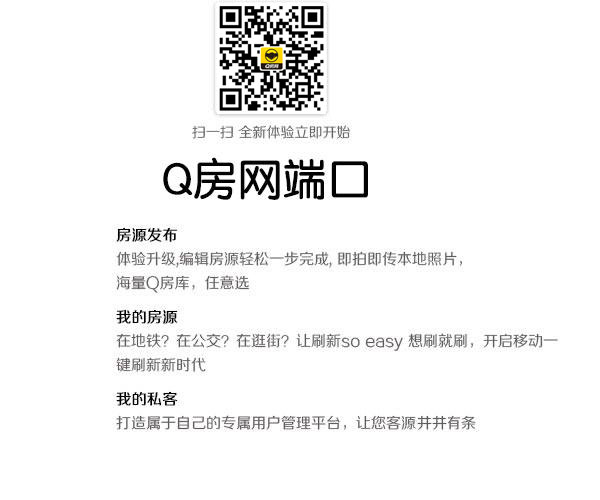 扫一扫 全新体验立即开始
Q房网端口
房源发布
体验升级,编辑房源轻松一步完成, 即拍即传本地照片，
海量Q房库，任意选
我的房源
在地铁？在公交？在逛街？让刷新so easy 想刷就刷，开启移动一
键刷新新时代
我的私客
打造属于自己的专属用户管理平台，让您客源井井有条